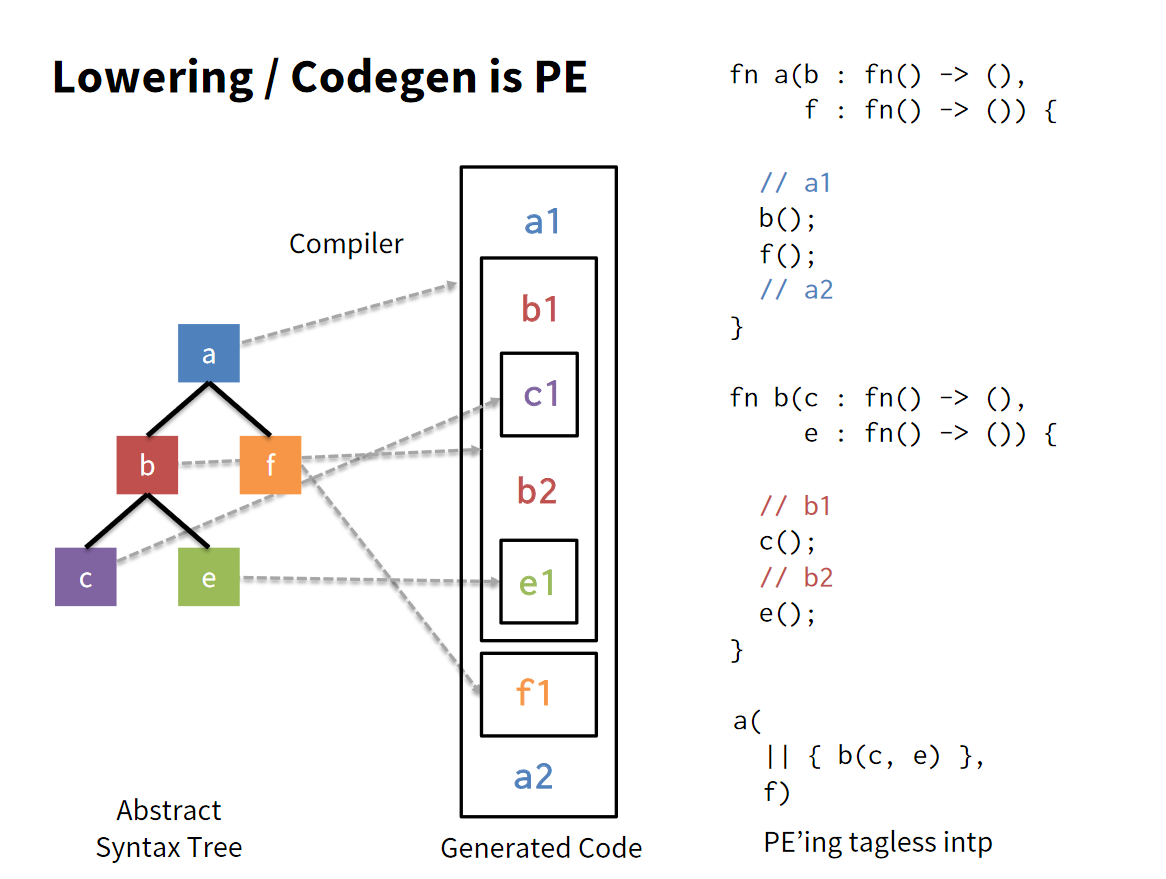 Lowering / Codegen is PE
Compiler
a
b
f
c
e
Abstract
Syntax Tree
a1
b1
c1
b2
e1
f1
a2
Generated Code
fn a(b : fn() -> (),
f : fn() -> ()) {
// a1
b();
f();
// a2
}
fn b(c : fn() -> (),
e : fn() -> ()) {
// b1
c();
// b2
e();
}
a(
|| { b(c, e) },
f)
PE’ing tagless intp